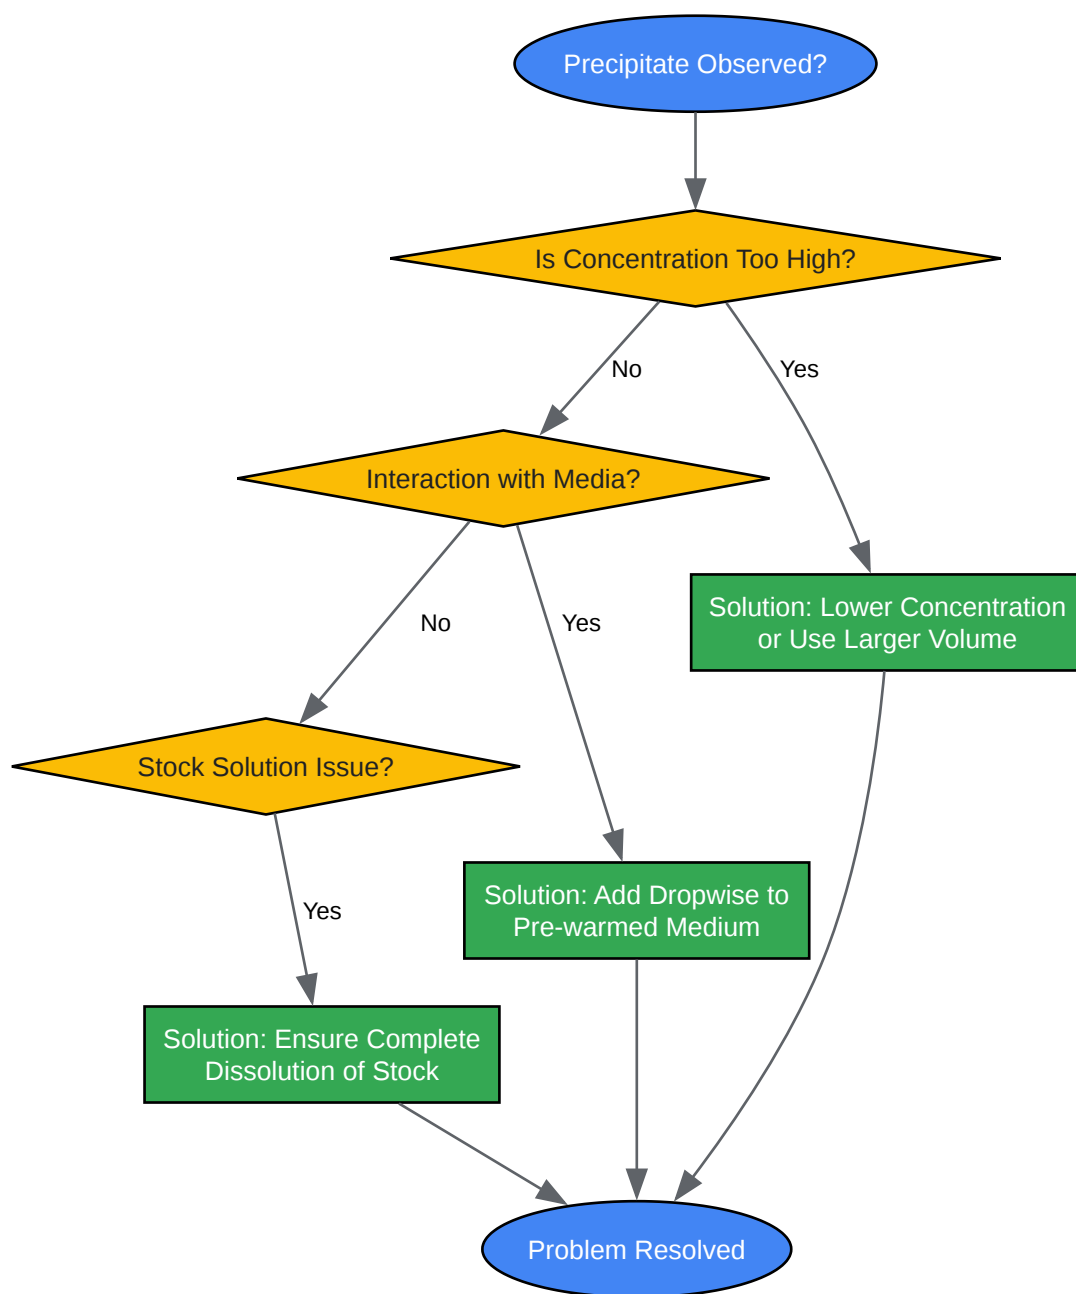 Precipitate Observed?
Is Concentration Too High?
No
Yes
Interaction with Media?
No
Yes
Solution: Lower Concentration
or Use Larger Volume
Stock Solution Issue?
Yes
Solution: Add Dropwise to
Pre-warmed Medium
Solution: Ensure Complete
Dissolution of Stock
Problem Resolved